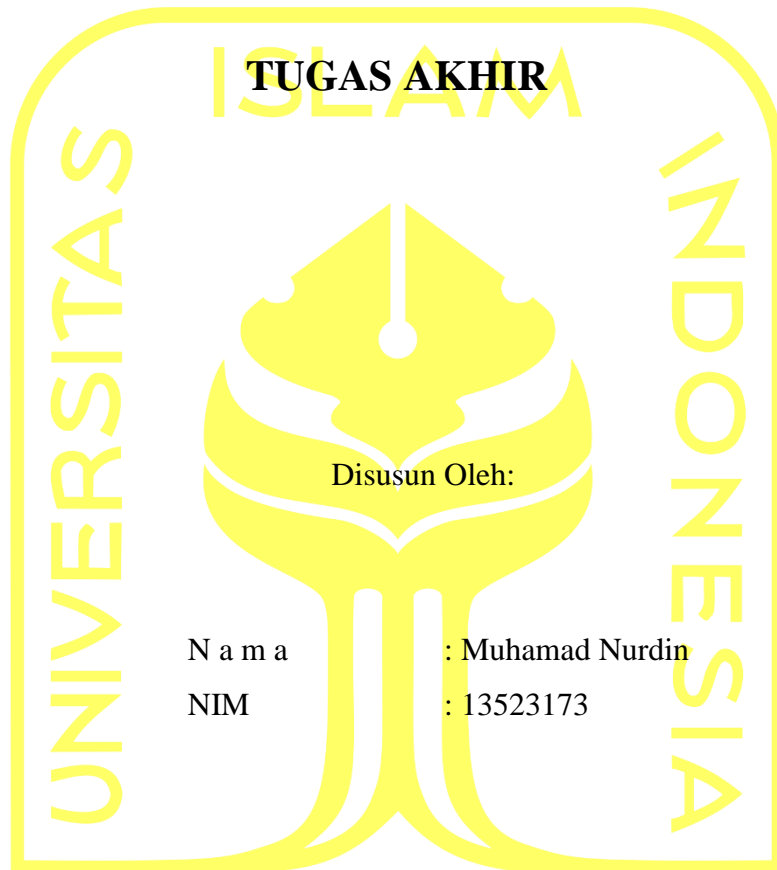 ISLAM
TUGAS AKHIR
UNIVERSITAS
INDONESIA
Disusun Oleh:
N a m a : Muhamad Nurdin
NIM : 13523173